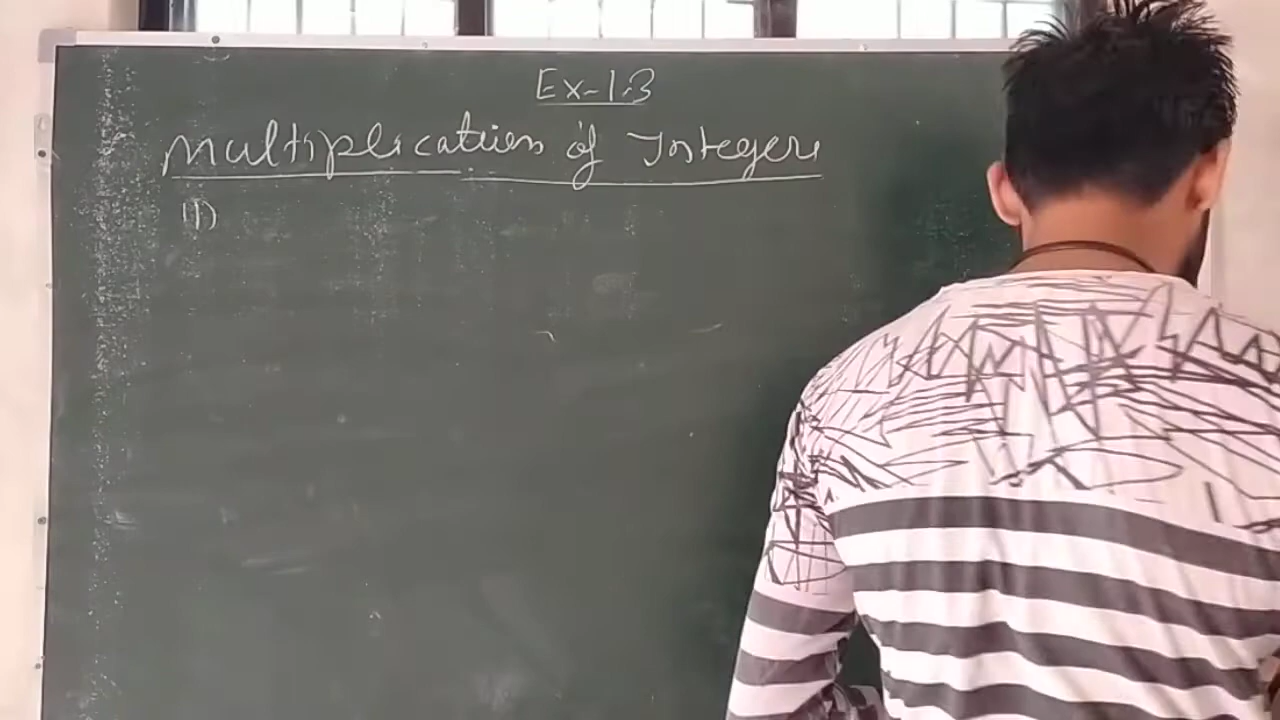 Ex-1.3
Multiplication of Integers
(1)